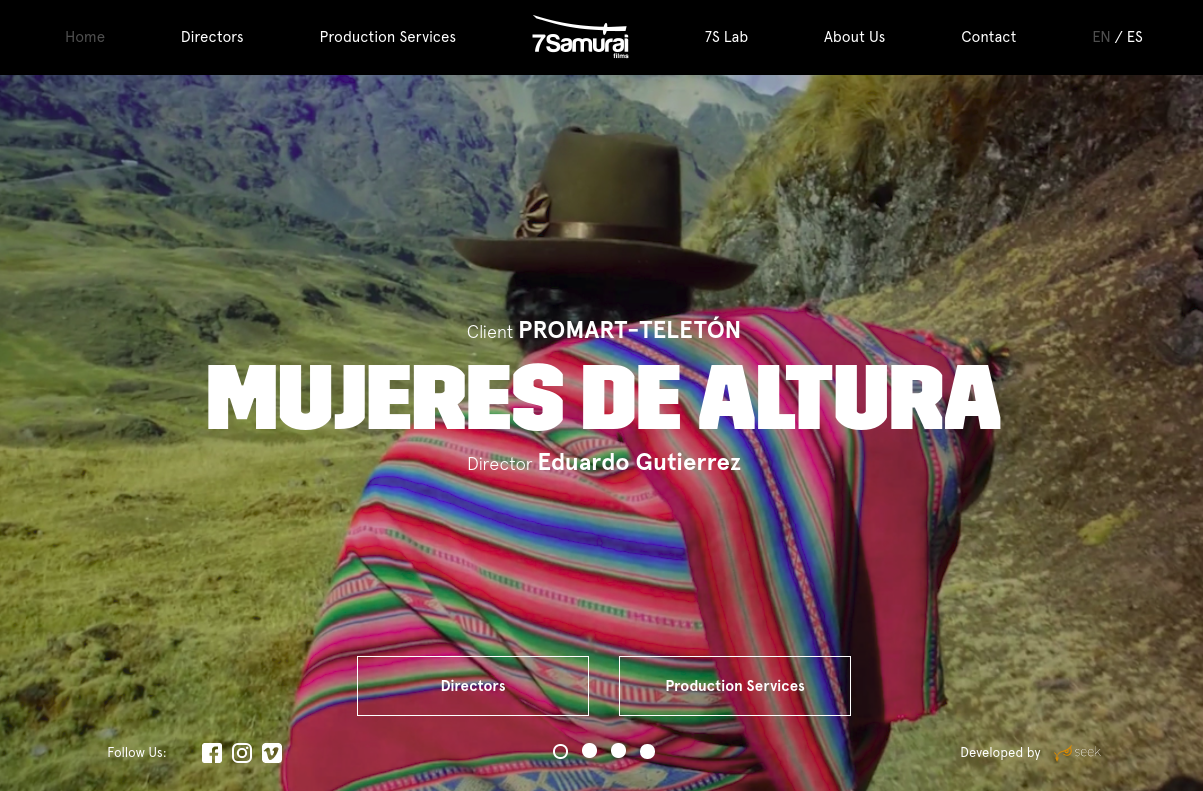 Home
Directors
Production Services
7Samurai
films
7S Lab
About Us
Contact
EN / ES
Client PROMART-TELETÓN
MUJERES DE ALTURA
Director Eduardo Gutierrez
Directors
Production Services
Follow Us:
Developed by seek